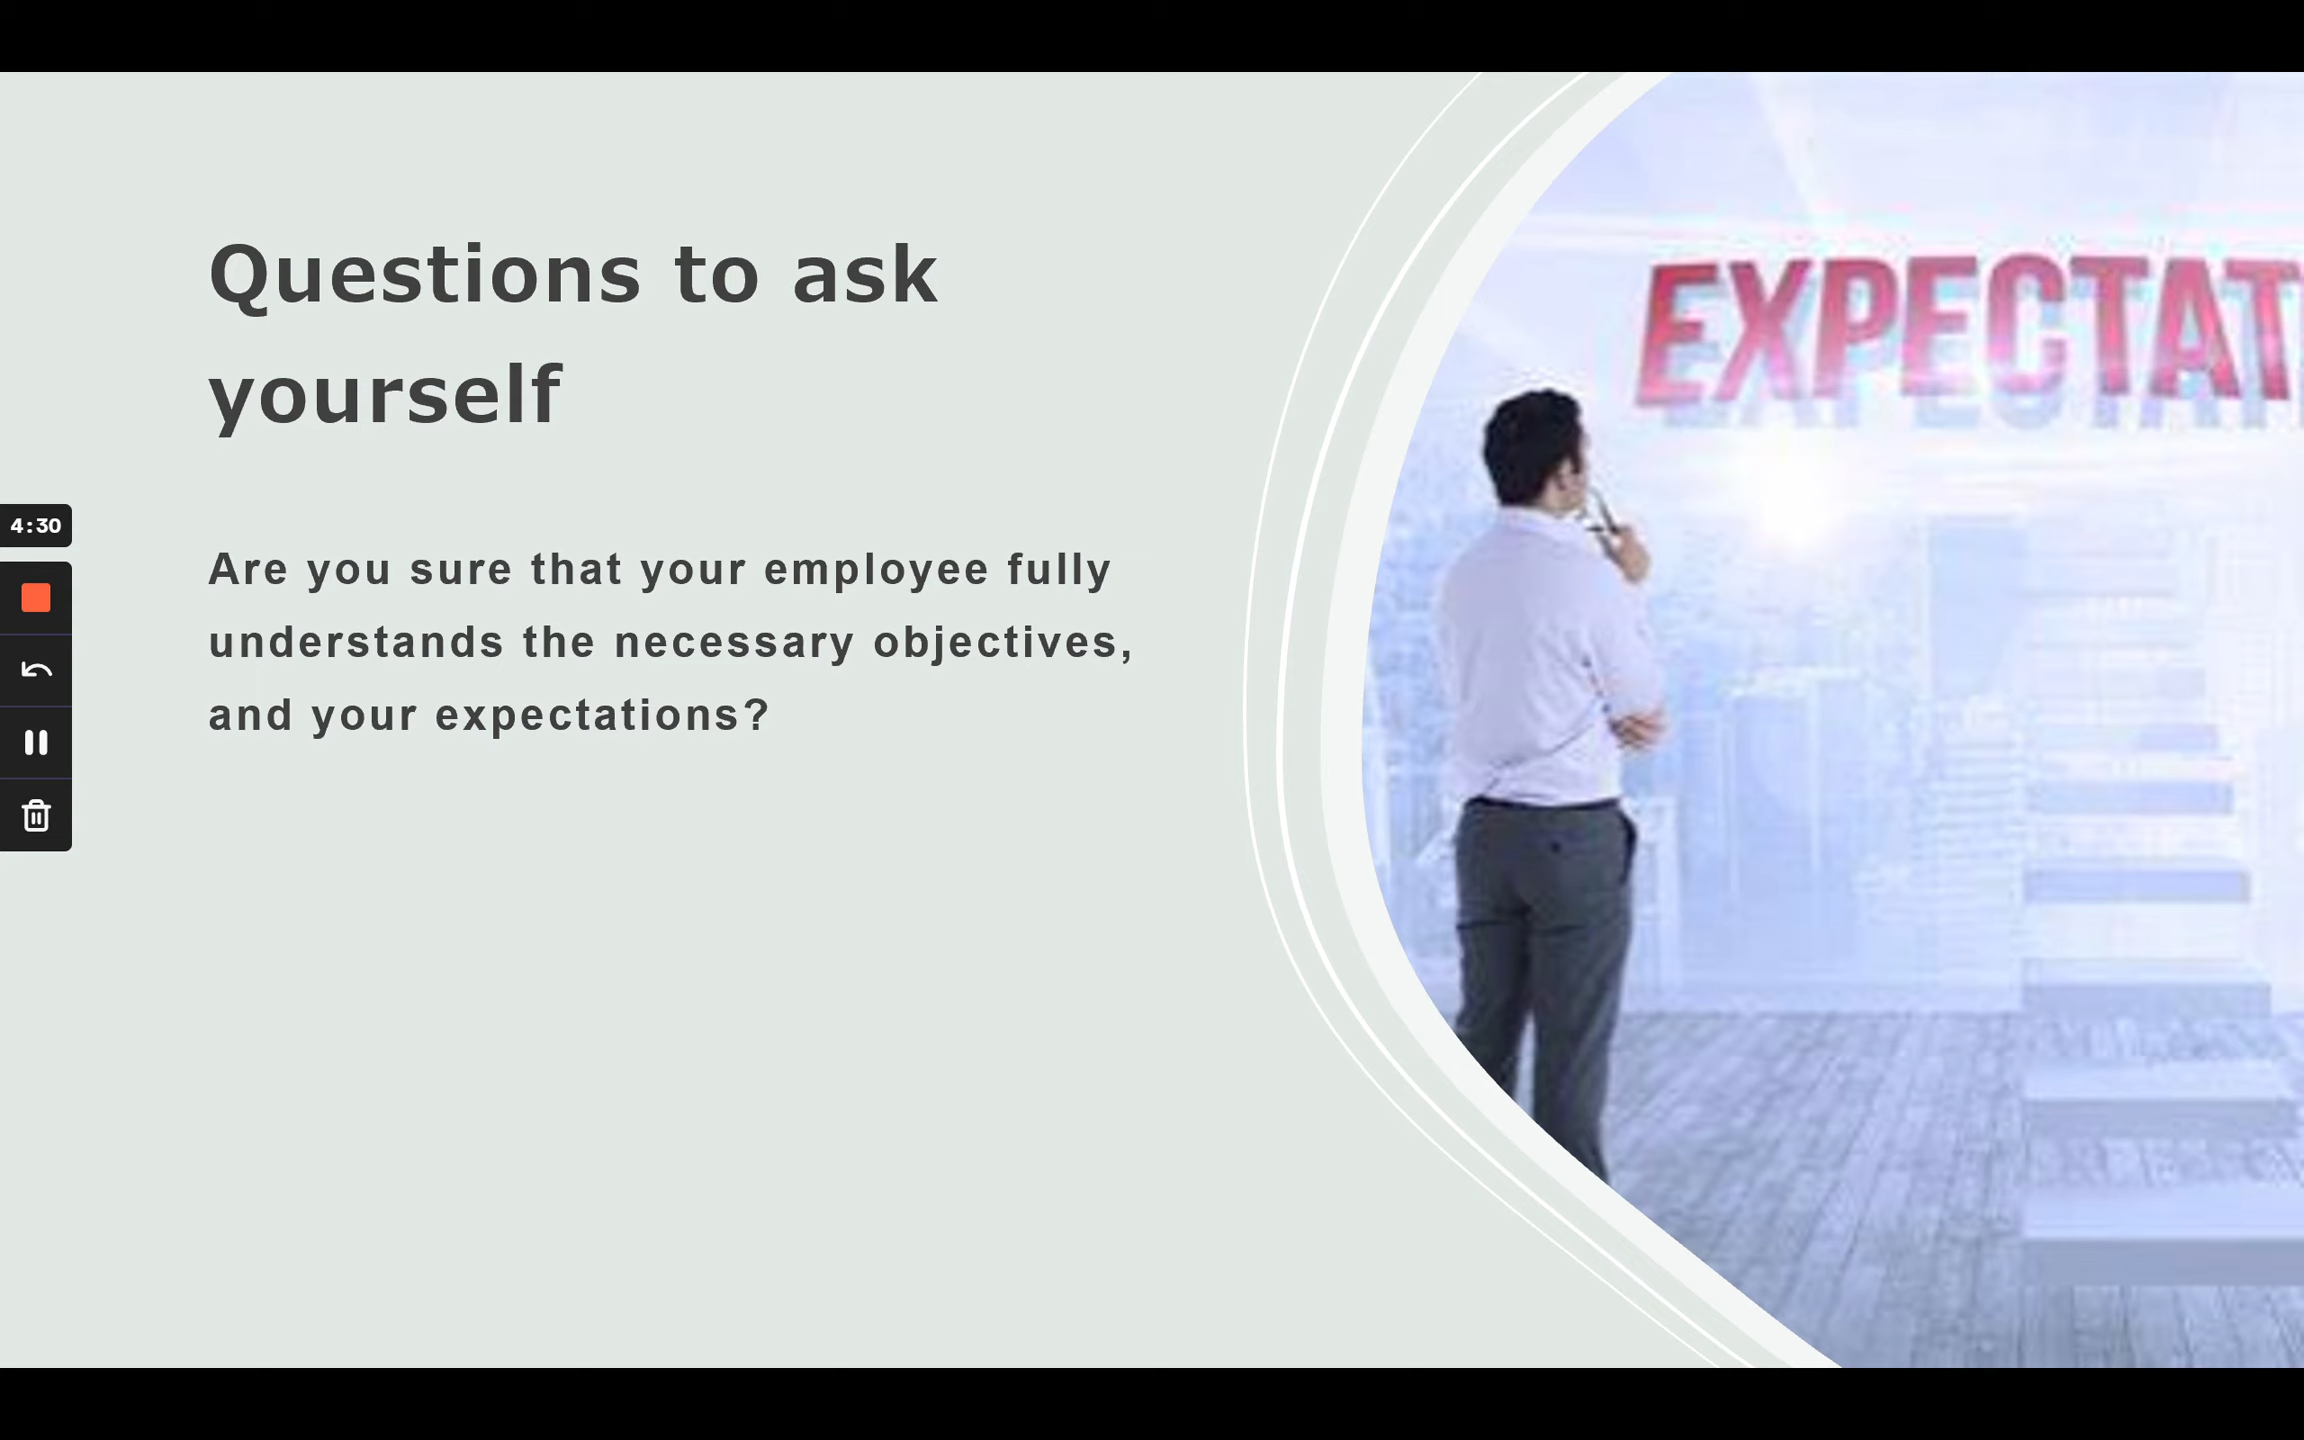 Questions to ask
yourself
EXPECTAT
4:30
Are you sure that your employee fully
understands the necessary objectives,
and your expectations?